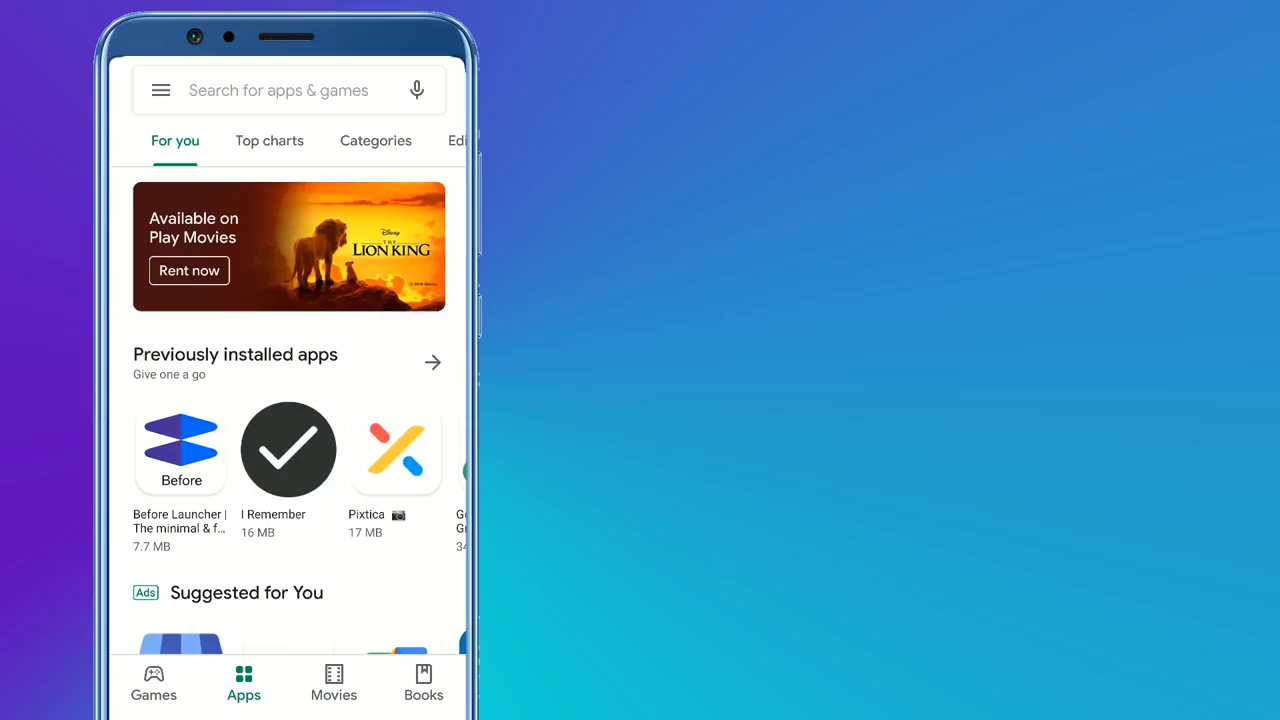 Search for apps & games
For you
Top charts
Categories
Edi
Available on
Play Movies
Rent now
Disney
THE
LION KING
Previously installed apps
Give one a go
Before
Before Launcher |
The minimal & f...
7.7 MB
I Remember
16 MB
Pixtica 📷
17 MB
Ads
Suggested for You
Games
Apps
Movies
Books